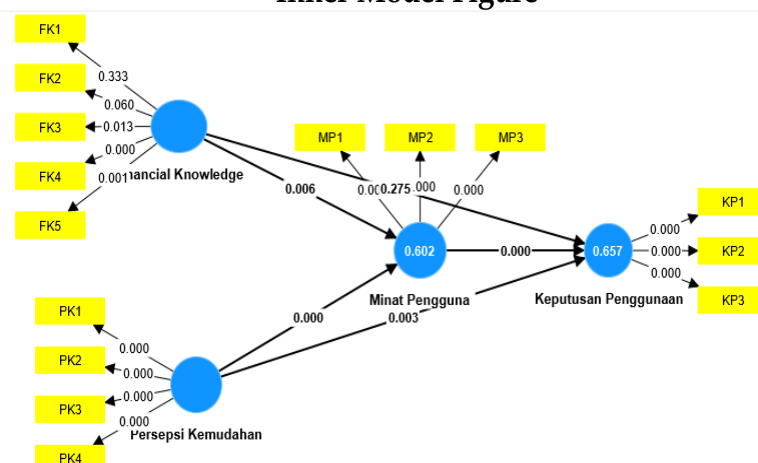 Inner Model Figure
FK1
FK2
FK3
FK4
FK5
0.333
0.060
0.013
0.000
0.001
ancial Knowledge
MP1
MP2
MP3
0.006
0.275
.000
0.000
0.602
0.000
0.657
Minat Pengguna
Keputusan Penggunaan
KP1
KP2
KP3
0.000
0.000
0.000
0.000
0.003
PK1
PK2
PK3
PK4
0.000
0.000
0.000
0.000
Persepsi Kemudahan